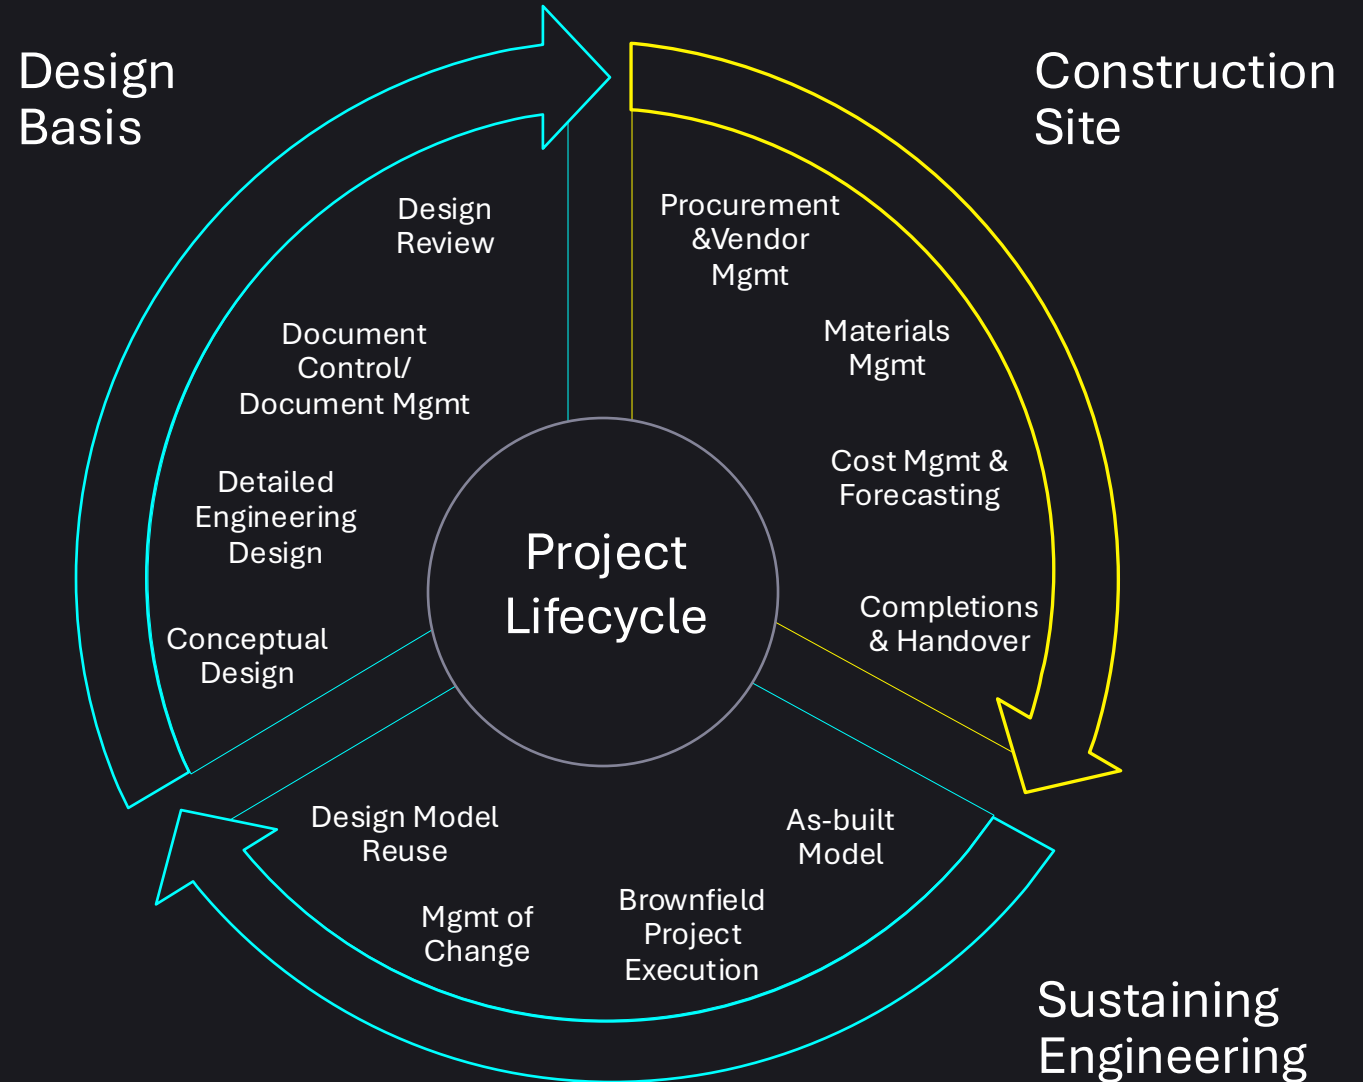 Design
Basis
Construction
Site
Design
Review
Document
Control/
Document Mgmt
Detailed
Engineering
Design
Conceptual
Design
Procurement
&Vendor
Mgmt
Materials
Mgmt
Cost Mgmt &
Forecasting
Completions
& Handover
Project
Lifecycle
Design Model
Reuse
Mgmt of
Change
Brownfield
Project
Execution
As-built
Model
Sustaining
Engineering